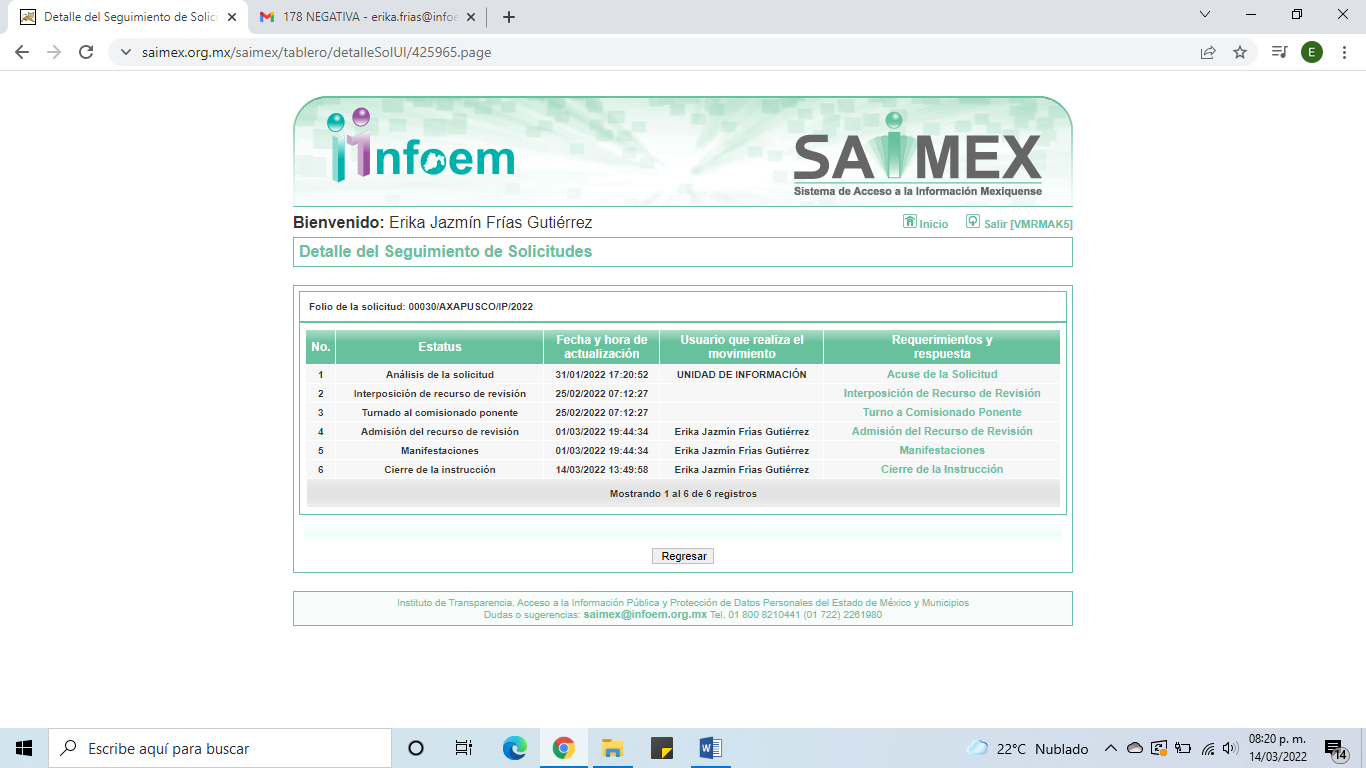 Detalle del Seguimiento de Solici
178 NEGATIVA - erika.frias@infoe
saimex.org.mx/saimex/tablero/detalleSolUI/425965.page
E
infoem
SAIMEX
Sistema de Acceso a la Información Mexiquense
Bienvenido: Erika Jazmín Frías Gutiérrez
Inicio
Salir [VMRMAK5]
Detalle del Seguimiento de Solicitudes
Folio de la solicitud: 00030/AXAPUSCO/IP/2022
No. Estatus Fecha y hora de actualización Usuario que realiza el movimiento Requerimientos y respuesta
1 Análisis de la solicitud 31/01/2022 17:20:52 UNIDAD DE INFORMACIÓN Acuse de la Solicitud
2 Interposición de recurso de revisión 25/02/2022 07:12:27 Interposición de Recurso de Revisión
3 Turnado al comisionado ponente 25/02/2022 07:12:27 Turno a Comisionado Ponente
4 Admisión del recurso de revisión 01/03/2022 19:44:34 Erika Jazmín Frías Gutiérrez Admisión del Recurso de Revisión
5 Manifestaciones 01/03/2022 19:44:34 Erika Jazmín Frías Gutiérrez Manifestaciones
6 Cierre de la instrucción 14/03/2022 13:49:58 Erika Jazmín Frías Gutiérrez Cierre de la Instrucción
Mostrando 1 al 6 de 6 registros
Regresar
Instituto de Transparencia, Acceso a la Información Pública y Protección de Datos Personales del Estado de México y Municipios
Dudas o sugerencias: saimex@infoem.org.mx Tel. 01 800 8210441 (01 722) 2261980
Escribe aquí para buscar
22°C Nublado
08:20 p. m.
14/03/2022
14